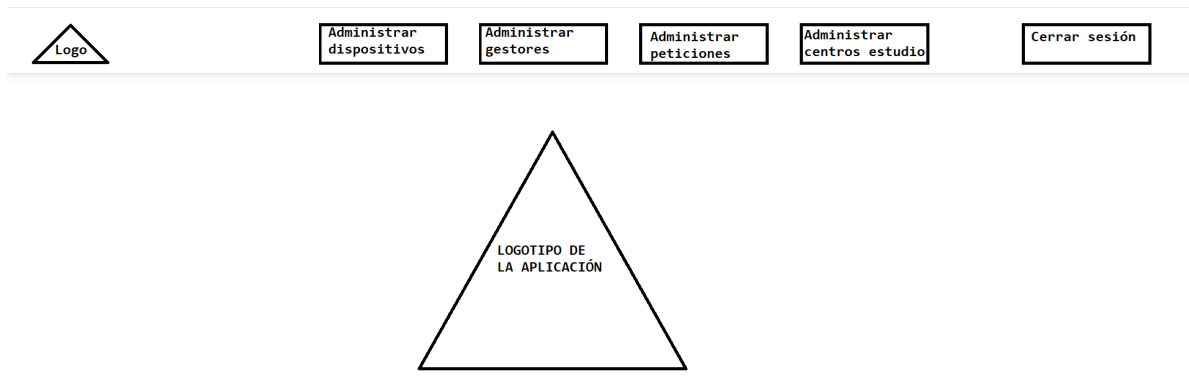 Logo
Administrar
dispositivos
Administrar
gestores
Administrar
peticiones
Administrar
centros estudio
Cerrar sesión
LOGOTIPO DE
LA APLICACIÓN